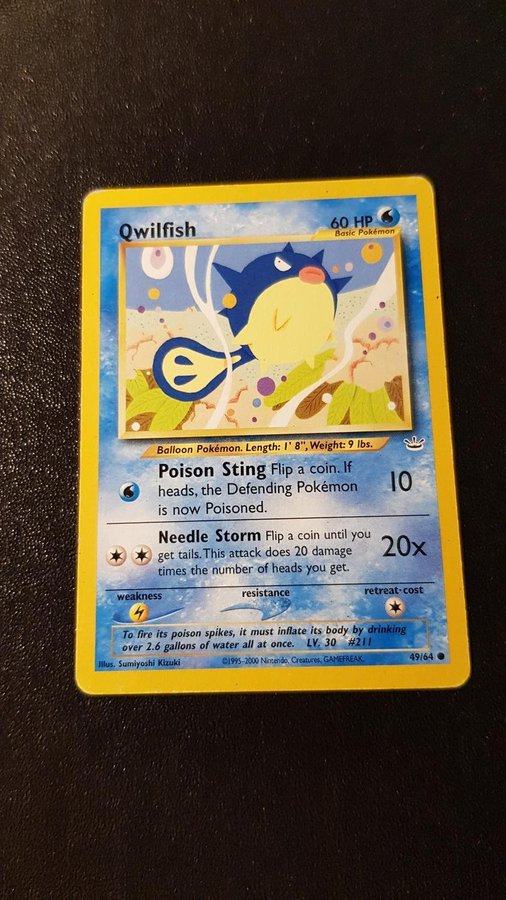 Qwilfish
60 HP
Basic Pokémon
Balloon Pokémon. Length: 1' 8", Weight: 9 lbs.
Poison Sting Flip a coin. If
heads, the Defending Pokémon
is now Poisoned.
10
Needle Storm Flip a coin until you
get tails. This attack does 20 damage
times the number of heads you get.
20x
weakness resistance retreat cost
To fire its poison spikes, it must inflate its body by drinking
over 2.6 gallons of water all at once. LV. 30 #211
Illus. Sumiyoshi Kizuki ©1995-2000 Nintendo, Creatures, GAMEFREAK. 49/64